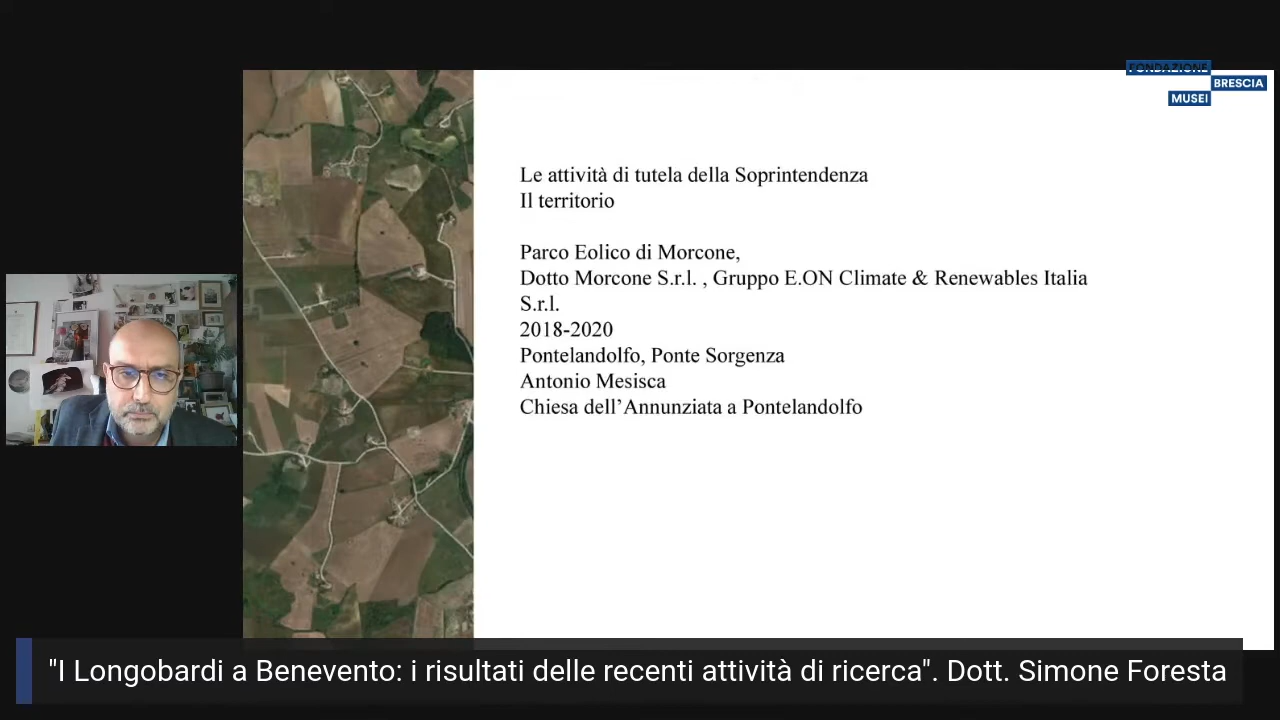 FONDAZIONE
BRESCIA
MUSEI
Le attività di tutela della Soprintendenza
Il territorio
Parco Eolico di Morcone,
Dotto Morcone S.r.l. , Gruppo E.ON Climate & Renewables Italia
S.r.l.
2018-2020
Pontelandolfo, Ponte Sorgenza
Antonio Mesisca
Chiesa dell’Annunziata a Pontelandolfo
"I Longobardi a Benevento: i risultati delle recenti attività di ricerca". Dott. Simone Foresta